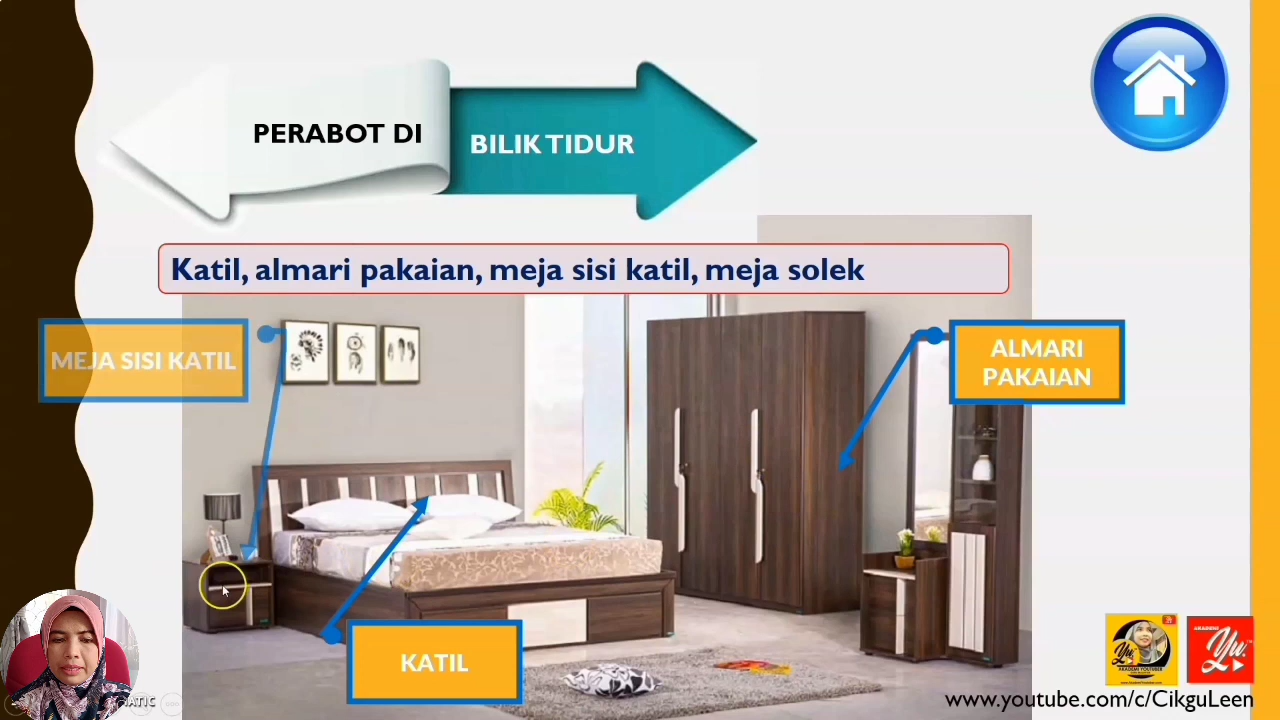 PERABOT DI
BILIK TIDUR
Katil, almari pakaian, meja sisi katil, meja solek
MEJA SISI KATIL
ALMARI
PAKAIAN
KATIL
www.youtube.com/c/CikguLeen